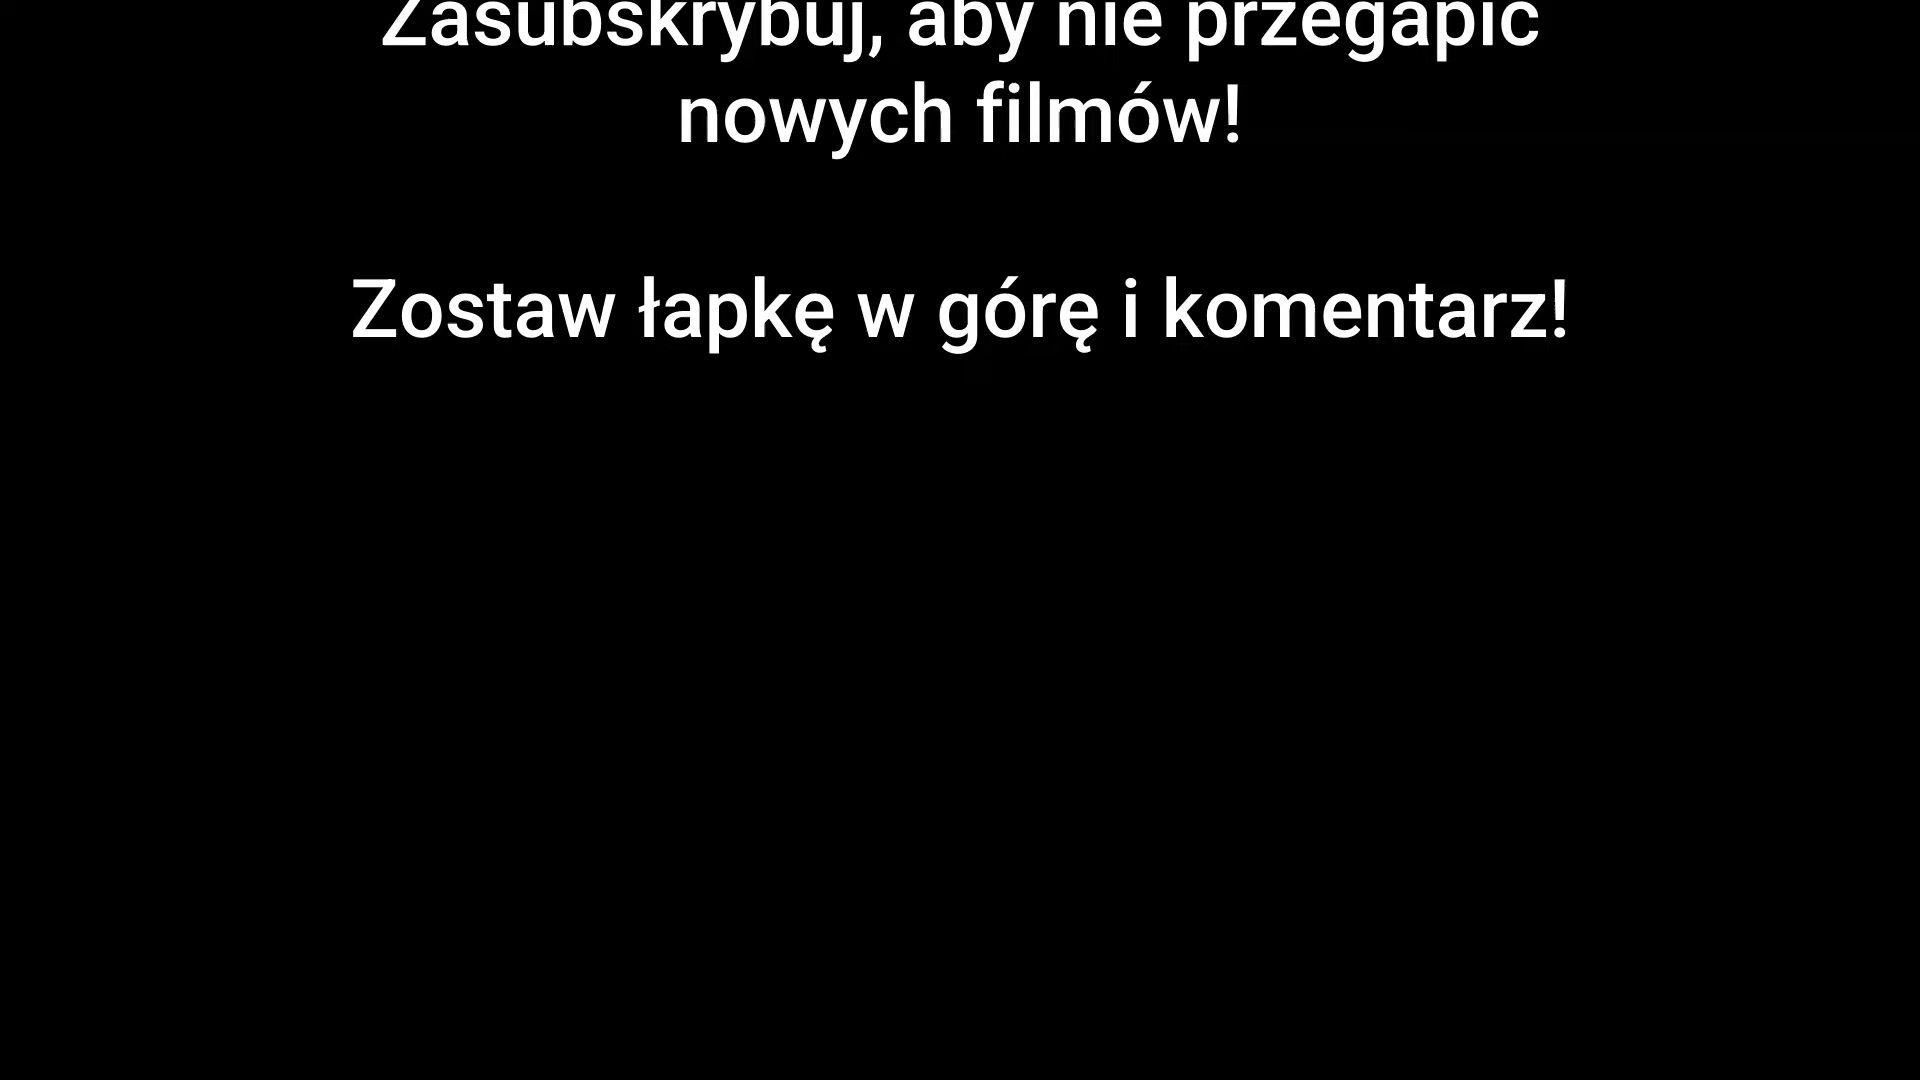 Zasubskrybuj, aby nie przegapić
nowych filmów!
Zostaw łapkę w górę i komentarz!